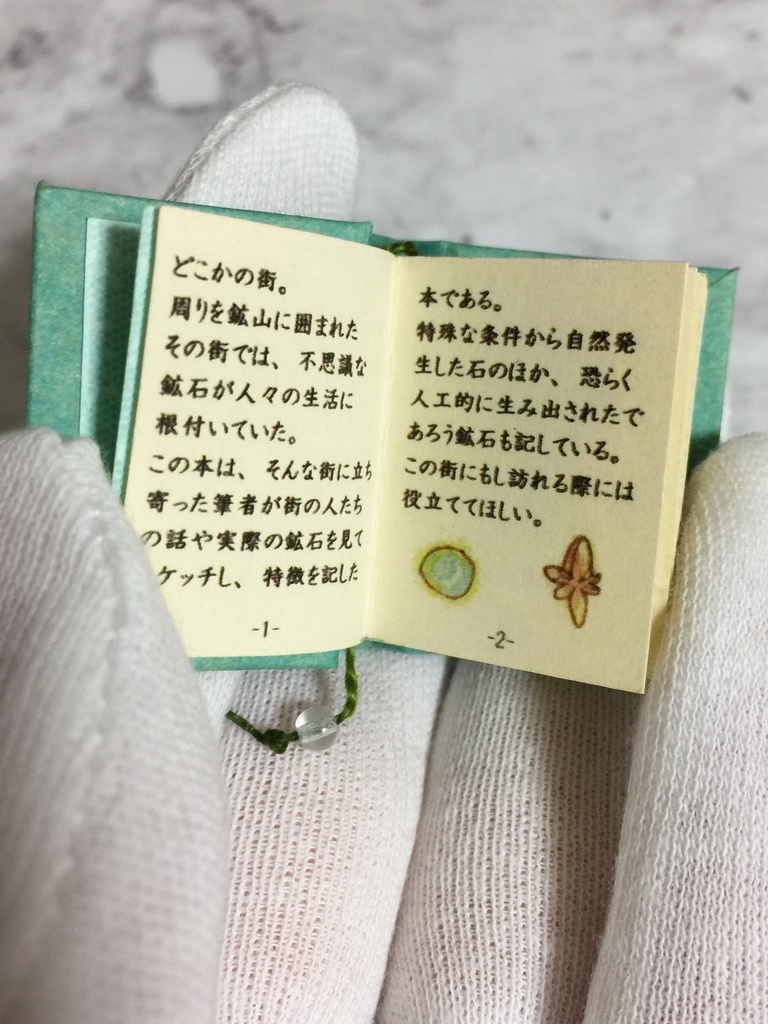 どこかの街。
周りを鉱山に囲まれた
その街では、不思議な
鉱石が人々の生活に
根付いていた。
この本は、そんな街に立ち
寄った筆者が街の人たち
の話や実際の鉱石を見て
ケッチし、特徴を記した
-1-
本である。
特殊な条件から自然発
生した石のほか、恐らく
人工的に生み出されたで
あろう鉱石も記している。
この街にもし訪れる際には
役立ててほしい。
-2-